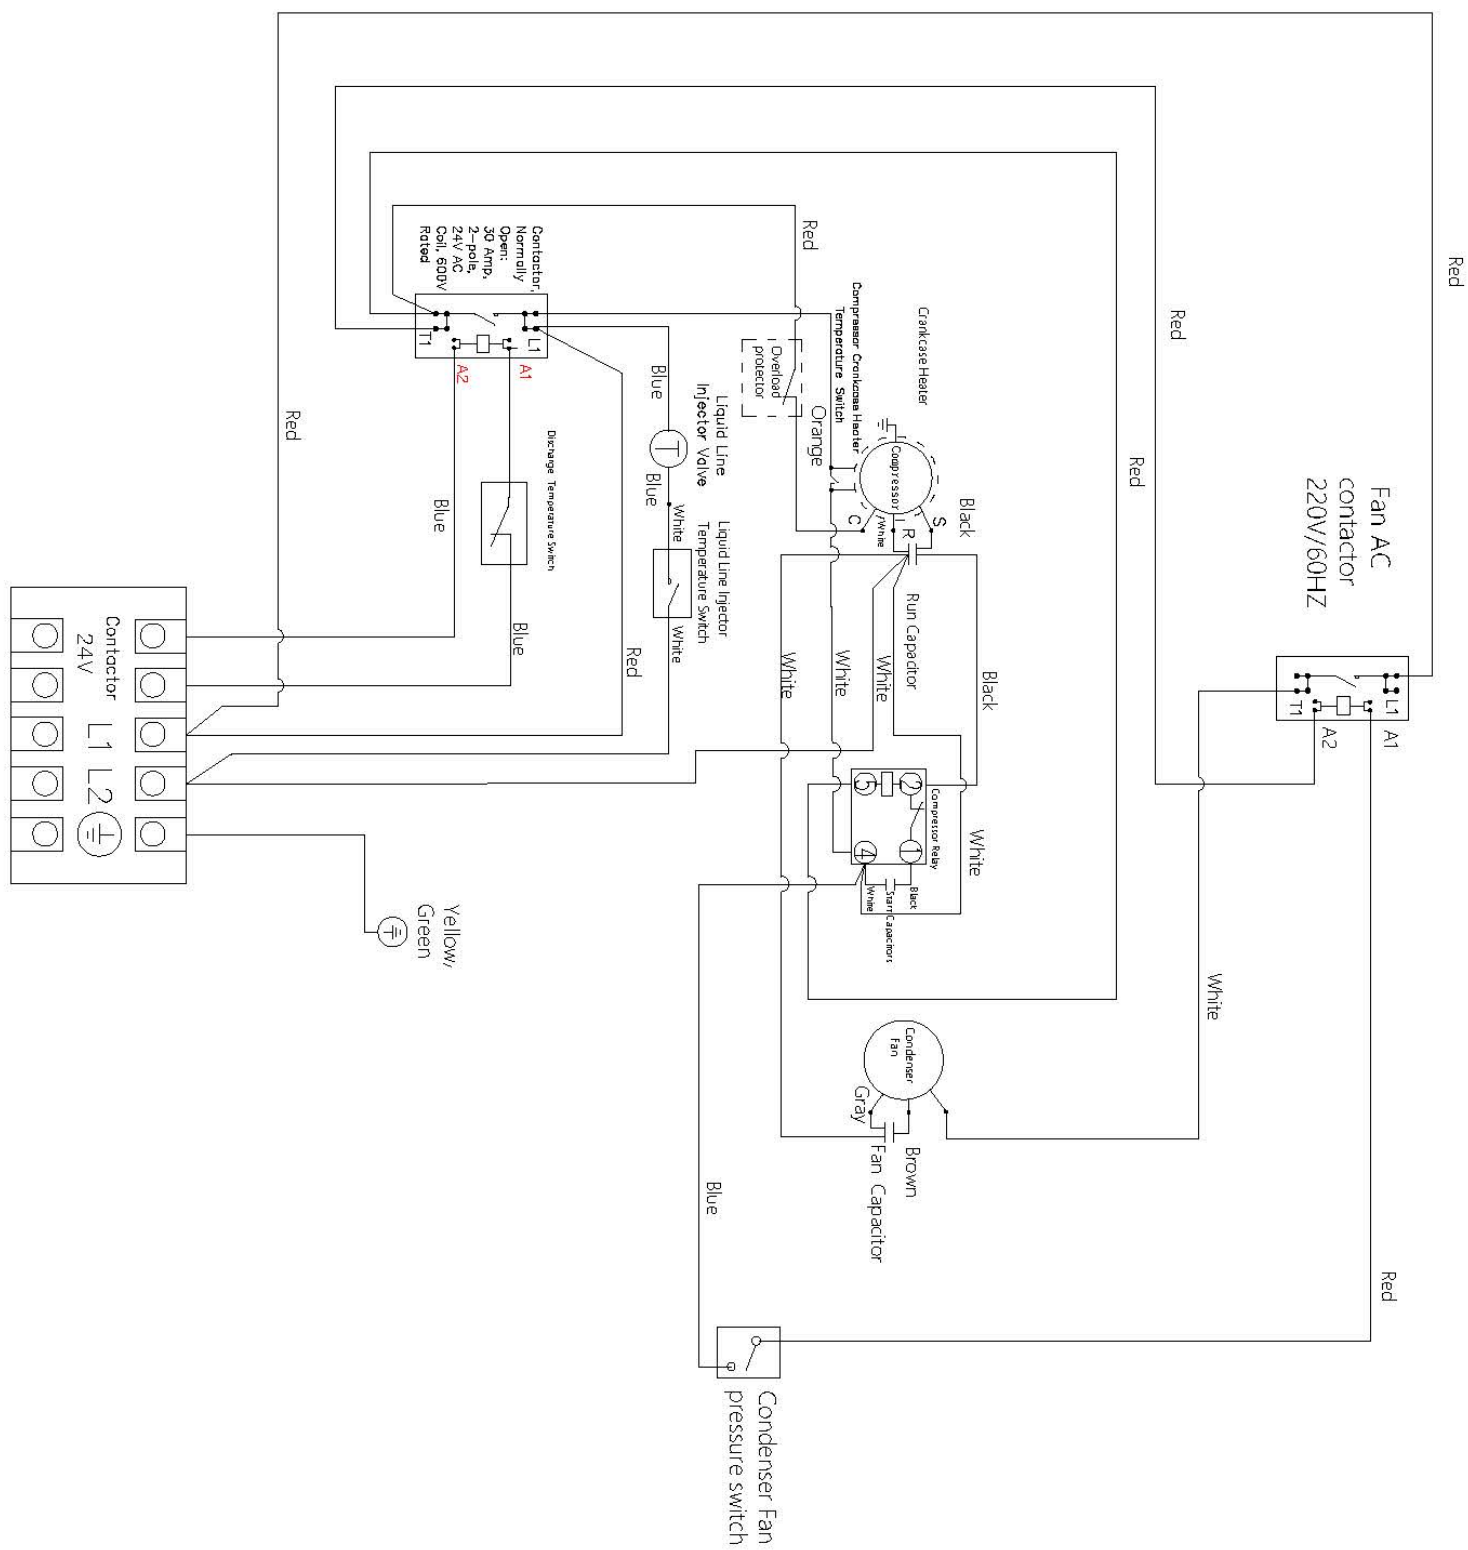 Red
Red
Red
Red
Contactor,
Normally
Open:
30 Amp,
2-pole,
24V AC
Coil, 600V
Rated
L1
T1
A1
A2
Red
Blue
Liquid Line
Injector Valve
T
Blue
White
Liquid Line Injector
Temperature Switch
White
Overload
protector
Orange
Compressor Crankcase Heater
Temperature Switch
Crankcase Heater
Compressor
C
R
S
White
Black
Run Capacitor
Fan AC
contactor
220V/60HZ
L1
T1
A1
A2
Discharge Temperature Switch
Blue
Blue
Red
White
White
White
Black
Contactor
24V
L1
L2
Compressor Relay
5
2
4
1
White
White
Black
Start Capacitors
Yellow/
Green
White
Condenser
Fan
Gray
Brown
Fan Capacitor
Blue
Red
Condenser Fan
pressure switch